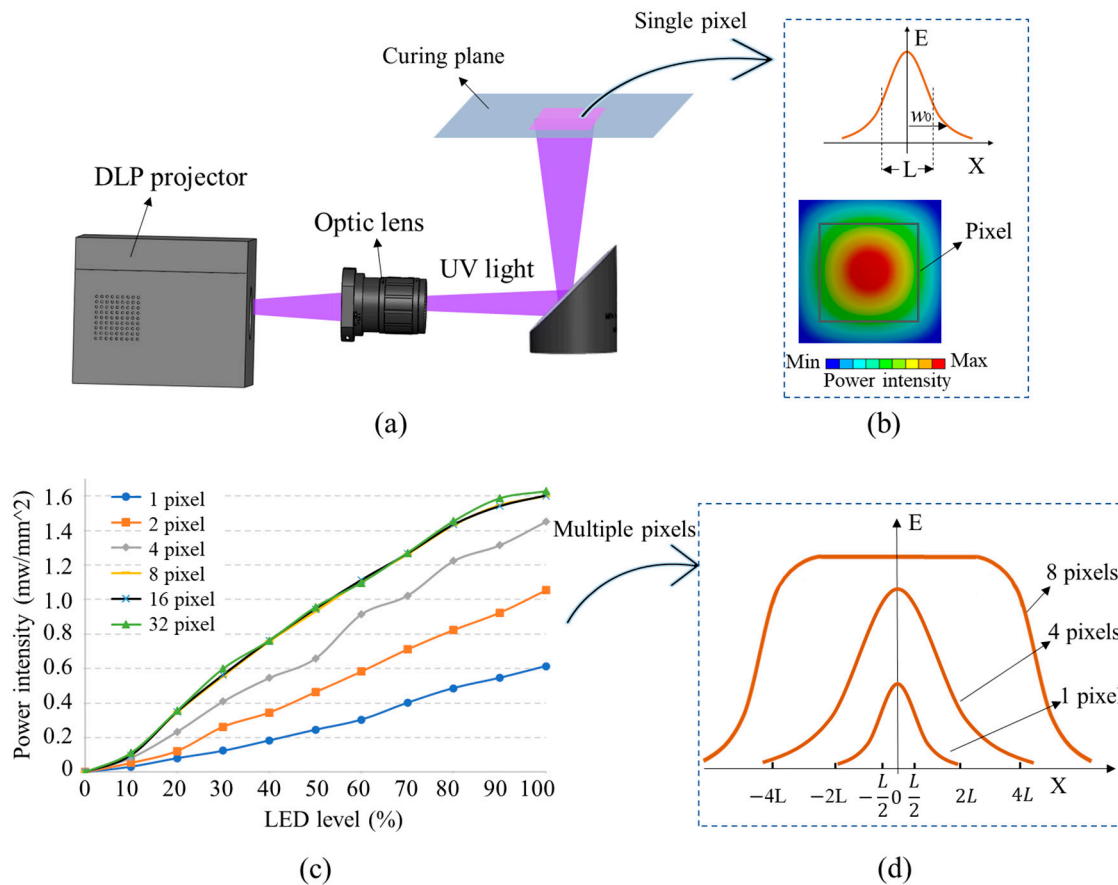 Single pixel
Curing plane
DLP projector
Optic lens
UV light
(a)
E
w₀
L
X
Pixel
Min
Max
Power intensity
(b)
Power intensity (mw/mm^2)
1.6
1.4
1.2
1.0
0.8
0.6
0.4
0.2
0
1 pixel
2 pixel
4 pixel
8 pixel
16 pixel
32 pixel
0 10 20 30 40 50 60 70 80 90 100
LED level (%)
(c)
Multiple pixels
E
8 pixels
4 pixels
1 pixel
−4L −2L −L/2 0 L/2 2L 4L X
(d)